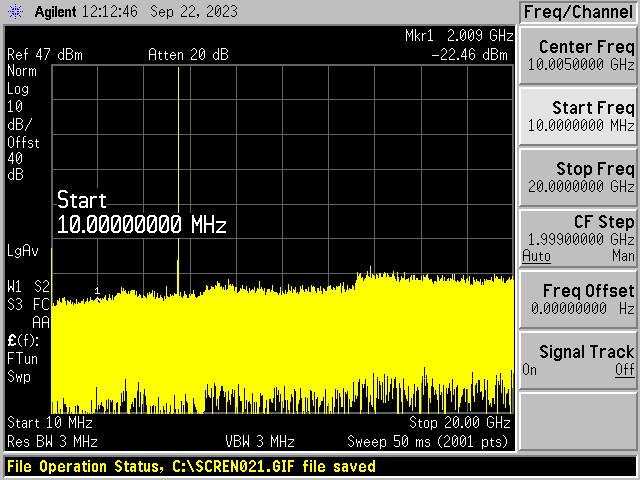 Agilent 12:12:46 Sep 22, 2023
Freq/Channel
Mkr1 2.009 GHz
Ref 47 dBm Atten 20 dB -22.46 dBm
Norm
Log
10
dB/
Offst
40
dB
Start
10.00000000 MHz
1
LgAv
W1 S2
S3 FC
AA
£(f):
FTun
Swp
Start 10 MHz Stop 20.00 GHz
Res BW 3 MHz VBW 3 MHz Sweep 50 ms (2001 pts)
File Operation Status, C:\SCREN021.GIF file saved
Center Freq
10.0050000 GHz
Start Freq
10.0000000 MHz
Stop Freq
20.0000000 GHz
CF Step
1.99900000 GHz
Auto Man
Freq Offset
0.00000000 Hz
Signal Track
On Off